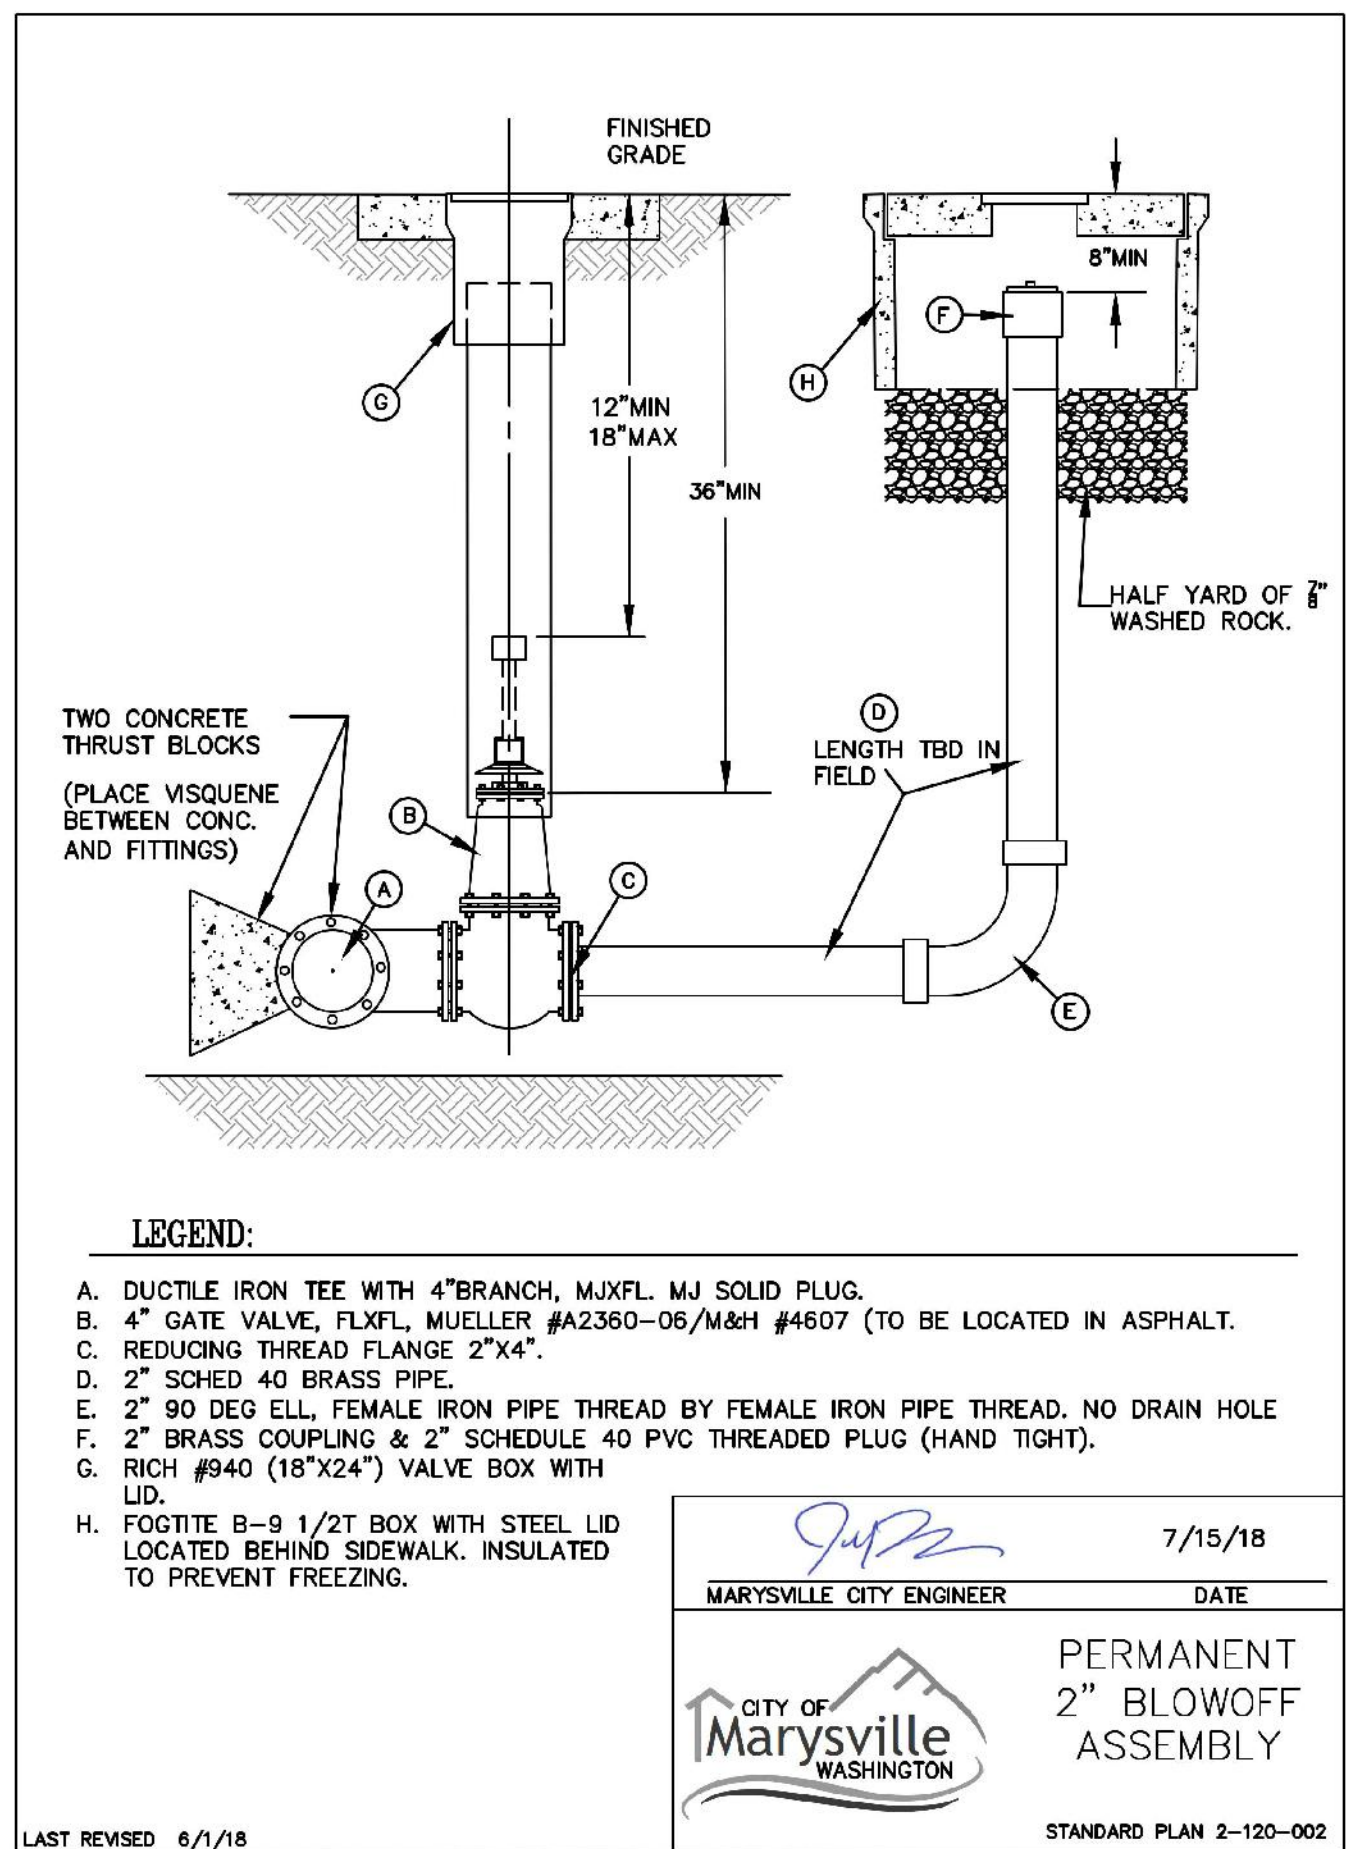 FINISHED
GRADE
8"MIN
F
H
G
12"MIN
18"MAX
36"MIN
HALF YARD OF 7/8"
WASHED ROCK.
TWO CONCRETE
THRUST BLOCKS
(PLACE VISQUENE
BETWEEN CONC.
AND FITTINGS)
D
LENGTH TBD IN
FIELD
B
A
C
E
LEGEND:
A. DUCTILE IRON TEE WITH 4"BRANCH, MJXFL. MJ SOLID PLUG.
B. 4" GATE VALVE, FLXFL, MUELLER #A2360-06/M&H #4607 (TO BE LOCATED IN ASPHALT.
C. REDUCING THREAD FLANGE 2"X4".
D. 2" SCHED 40 BRASS PIPE.
E. 2" 90 DEG ELL, FEMALE IRON PIPE THREAD BY FEMALE IRON PIPE THREAD. NO DRAIN HOLE
F. 2" BRASS COUPLING & 2" SCHEDULE 40 PVC THREADED PLUG (HAND TIGHT).
G. RICH #940 (18"X24") VALVE BOX WITH
LID.
H. FOGTITE B-9 1/2T BOX WITH STEEL LID
LOCATED BEHIND SIDEWALK. INSULATED
TO PREVENT FREEZING.
7/15/18
MARYSVILLE CITY ENGINEER DATE
CITY OF
Marysville
WASHINGTON
PERMANENT
2" BLOWOFF
ASSEMBLY
STANDARD PLAN 2-120-002
LAST REVISED 6/1/18